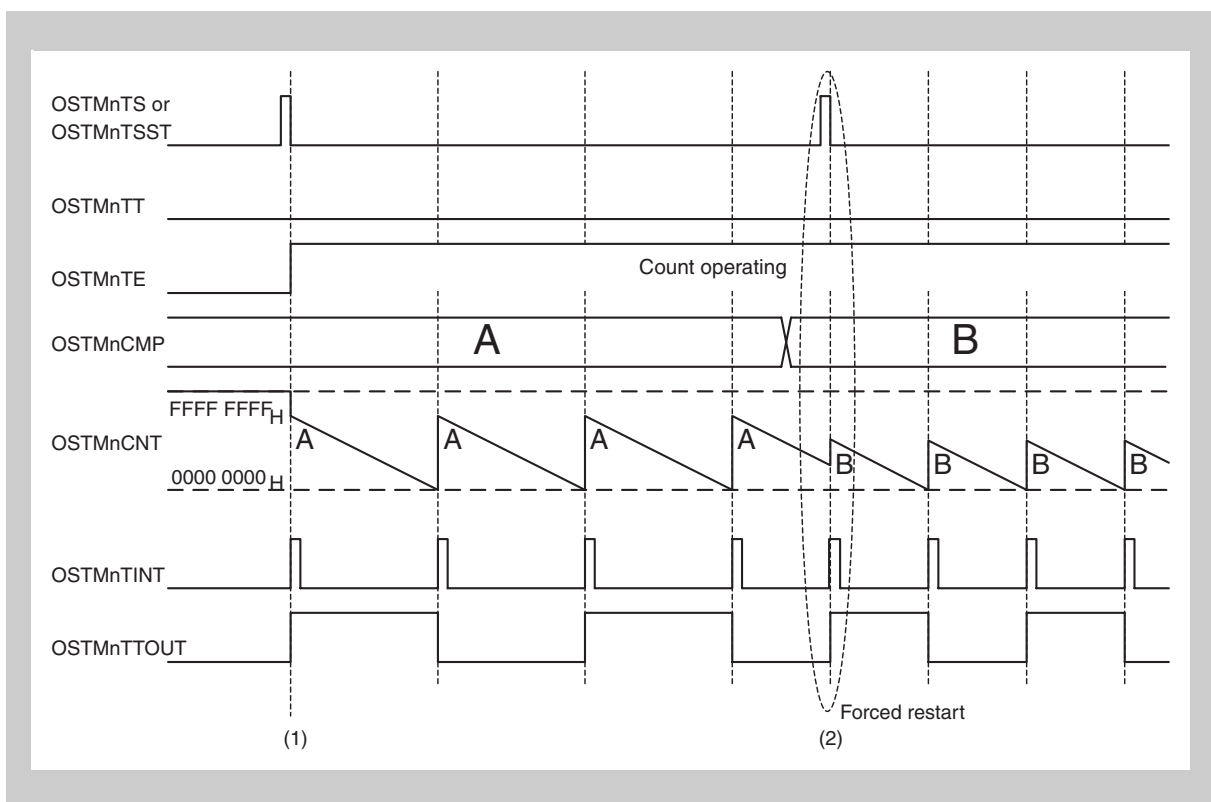 OSTMnTS or
OSTMnTSST
OSTMnTT
OSTMnTE
Count operating
OSTMnCMP
A
B
FFFF FFFFH
OSTMnCNT
A
A
A
A
B
B
B
B
0000 0000H
OSTMnTINT
OSTMnTTOUT
Forced restart
(1)
(2)